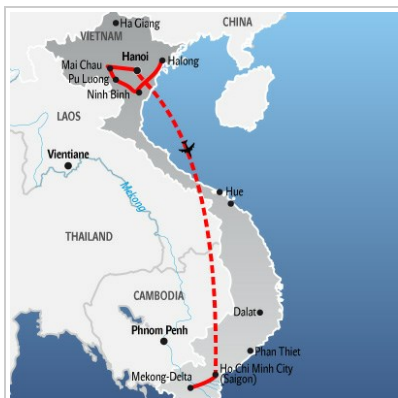 Ha Giang
CHINA
VIETNAM
Hanoi
Halong
Mai Chau
Pu Luong
Ninh Binh
LAOS
Vientiane
Mekong
Hue
THAILAND
CAMBODIA
Dalat
Phnom Penh
Phan Thiet
Ho Chi Minh City
(Saigon)
Mekong-Delta